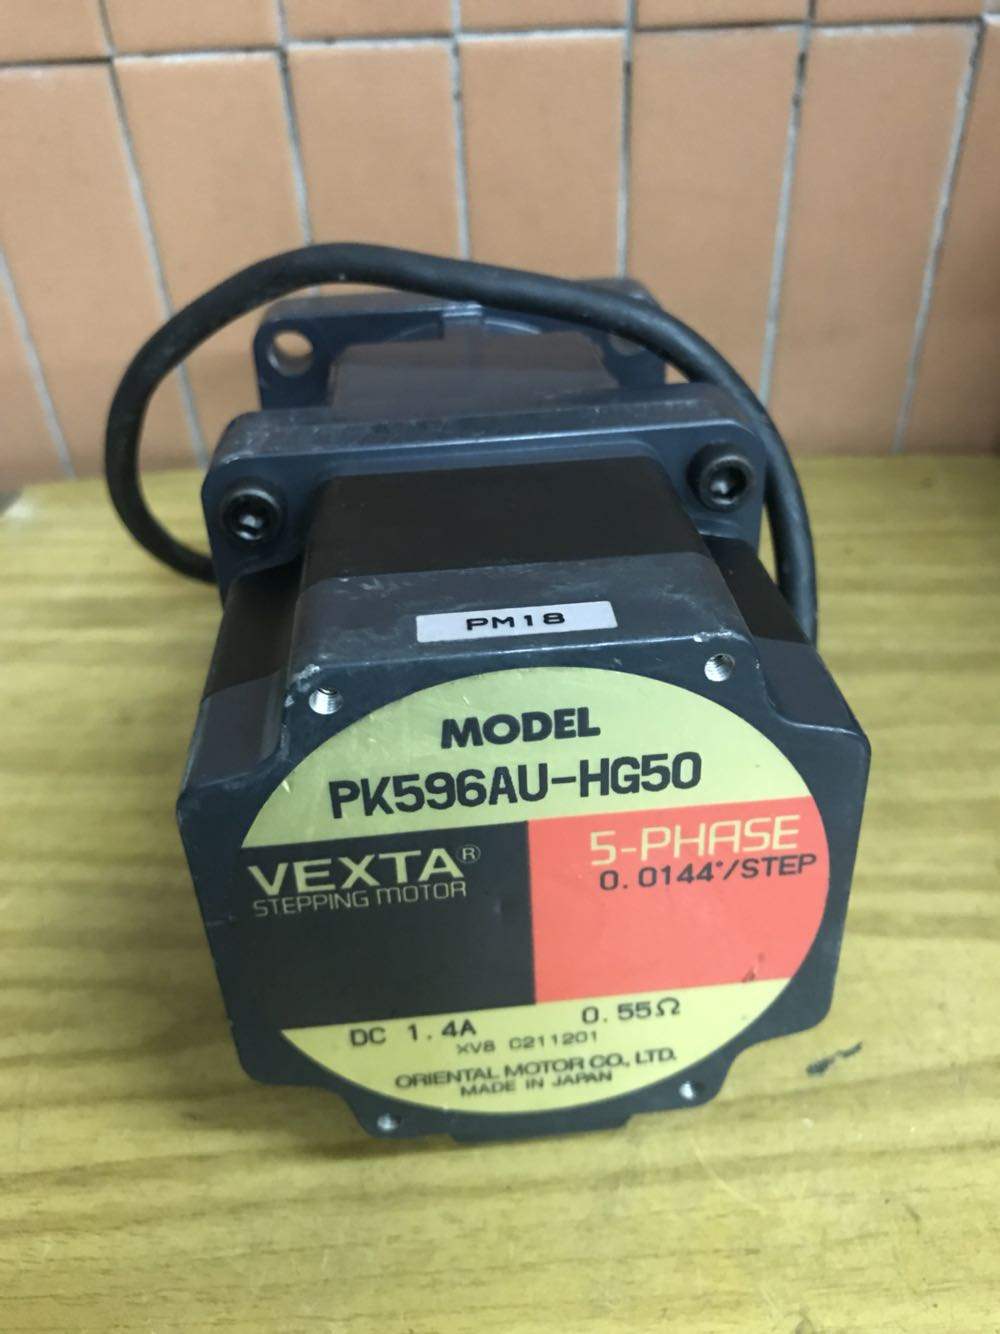 PM18
MODEL
PK596AU-HG50
VEXTA®
STEPPING MOTOR
5-PHASE
0.0144°/STEP
DC 1.4A 0.55Ω
XV8 C211201
ORIENTAL MOTOR CO., LTD.
MADE IN JAPAN